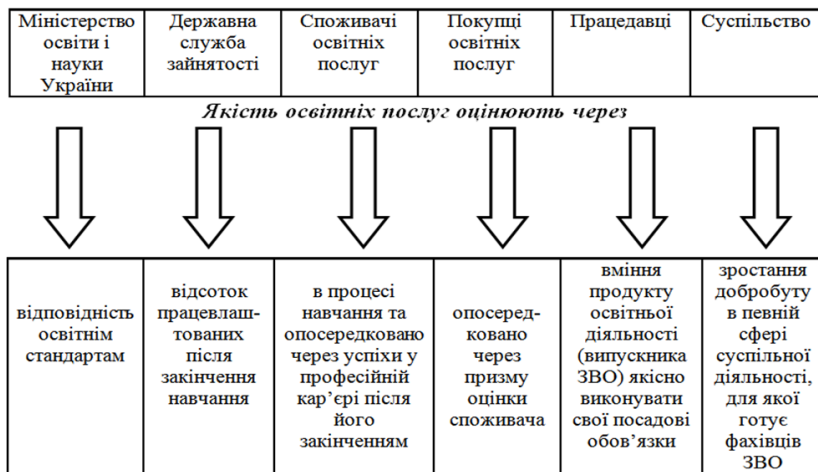 Міністерство
освіти і
науки
України
Державна
служба
зайнятості
Споживачі
освітніх
послуг
Покупці
освітніх
послуг
Працедавці
Суспільство
Якість освітніх послуг оцінюють через
відповідність
освітнім
стандартам
відсоток
працевлаш-
тованих
після
закінчення
навчання
в процесі
навчання та
опосередковано
через успіхи у
професійній
кар’єрі після
його
закінченням
опосеред-
ковано
через
призму
оцінки
споживача
вміння
продукту
освітньої
діяльності
(випускника
ЗВО) якісно
виконувати
свої посадові
обов’язки
зростання
добробуту
в певній
сфері
суспільної
діяльності,
для якої
готує
фахівців
ЗВО